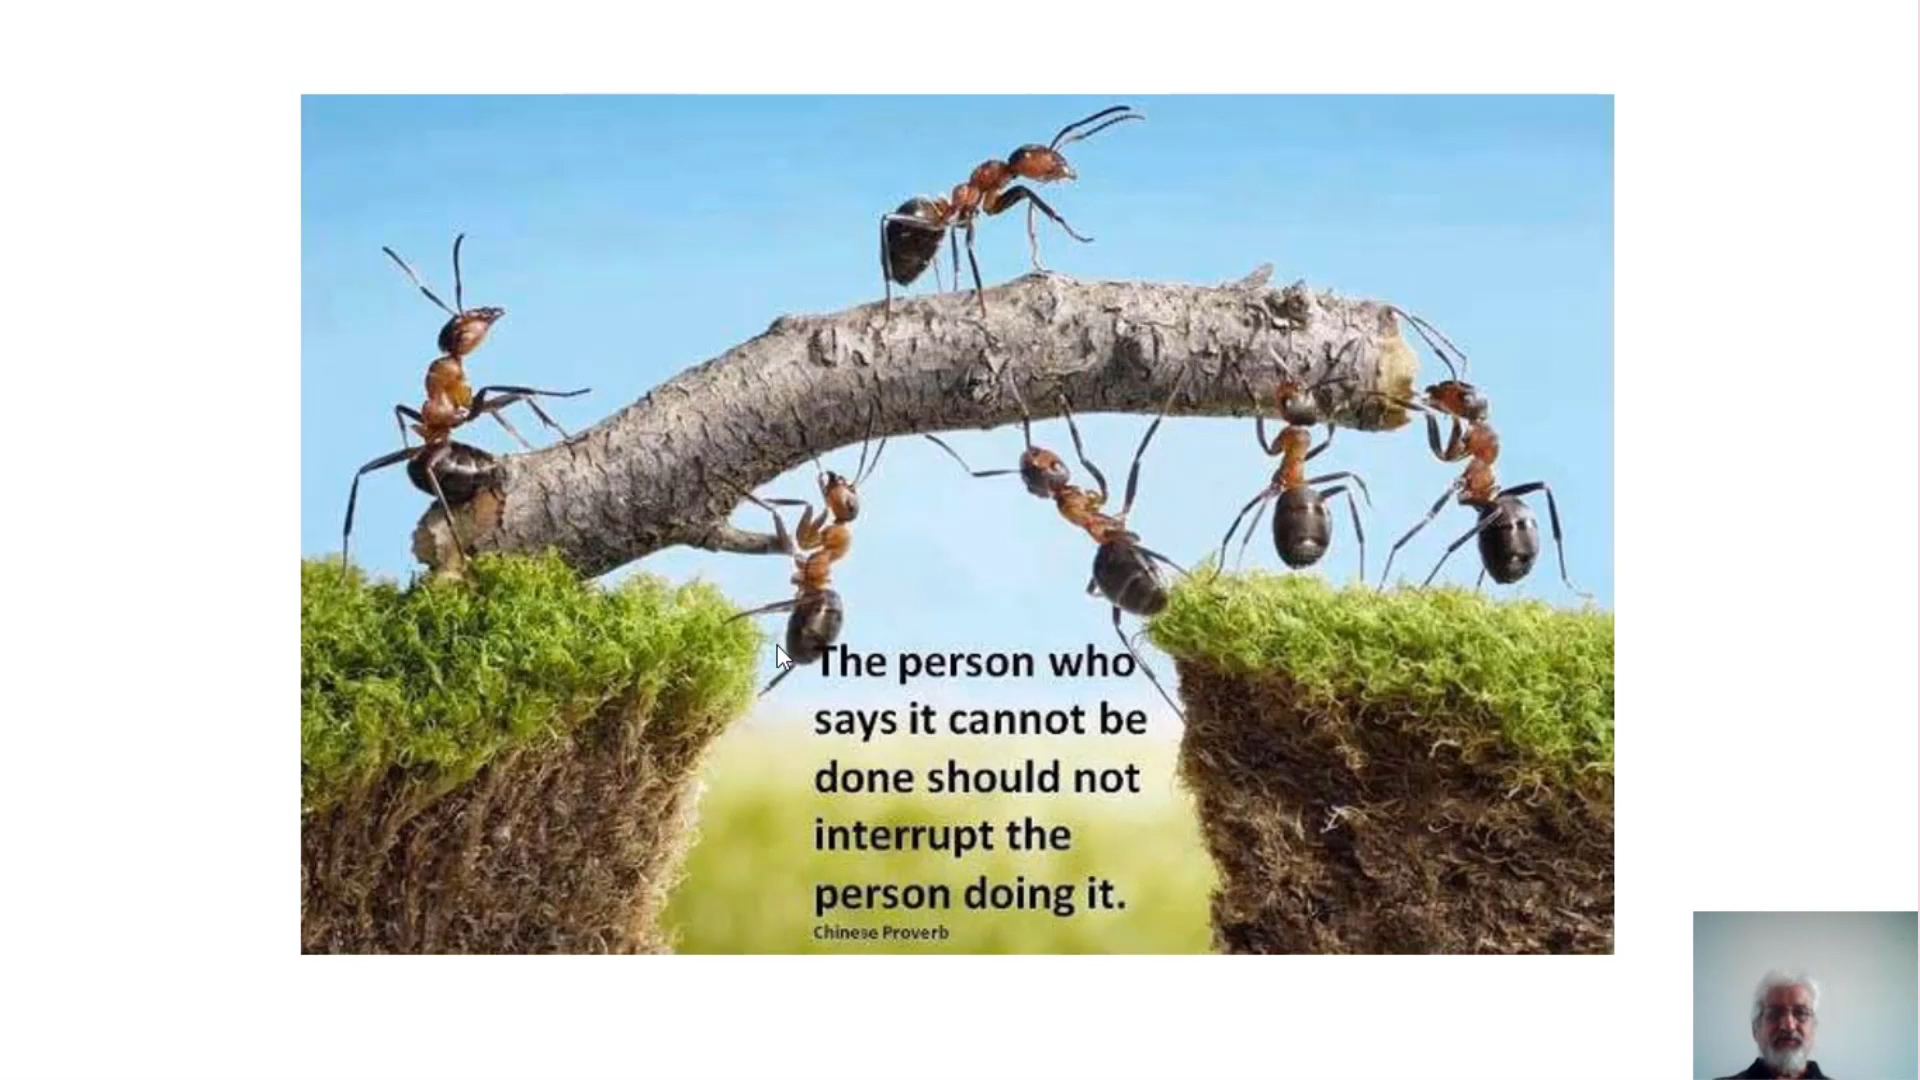 The person who
says it cannot be
done should not
interrupt the
person doing it.
Chinese Proverb